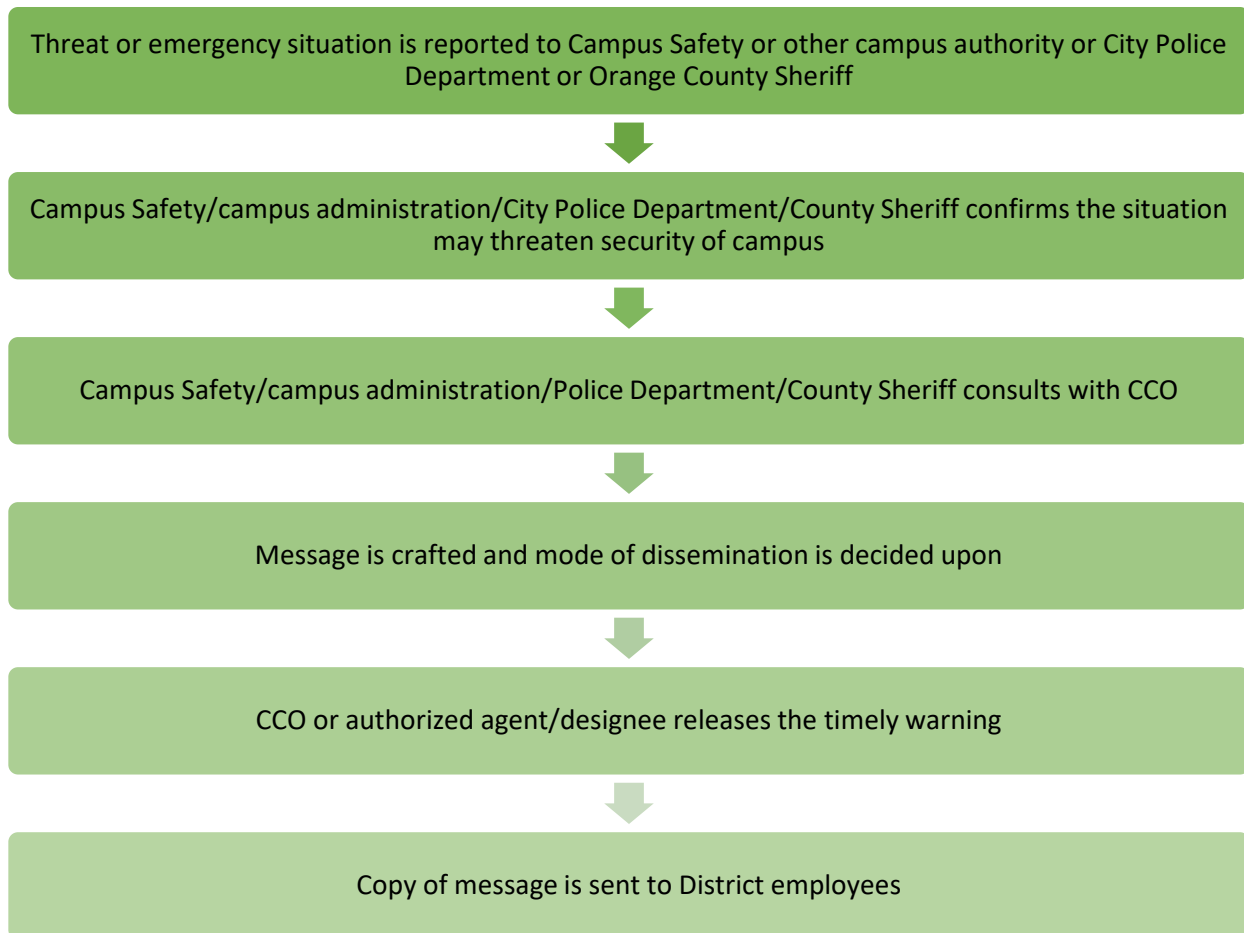 Threat or emergency situation is reported to Campus Safety or other campus authority or City Police
Department or Orange County Sheriff
Campus Safety/campus administration/City Police Department/County Sheriff confirms the situation
may threaten security of campus
Campus Safety/campus administration/Police Department/County Sheriff consults with CCO
Message is crafted and mode of dissemination is decided upon
CCO or authorized agent/designee releases the timely warning
Copy of message is sent to District employees